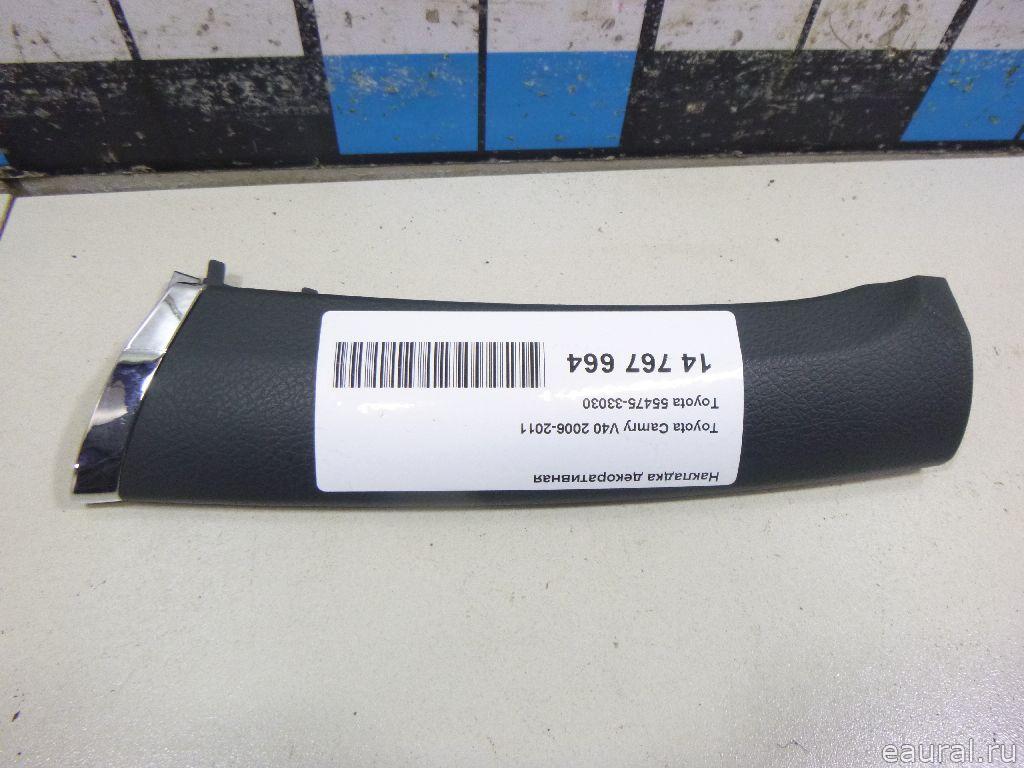 Накладка декоративная
Toyota Camry V40 2006-2011
Toyota 55475-33030
14 767 664
eaural.ru